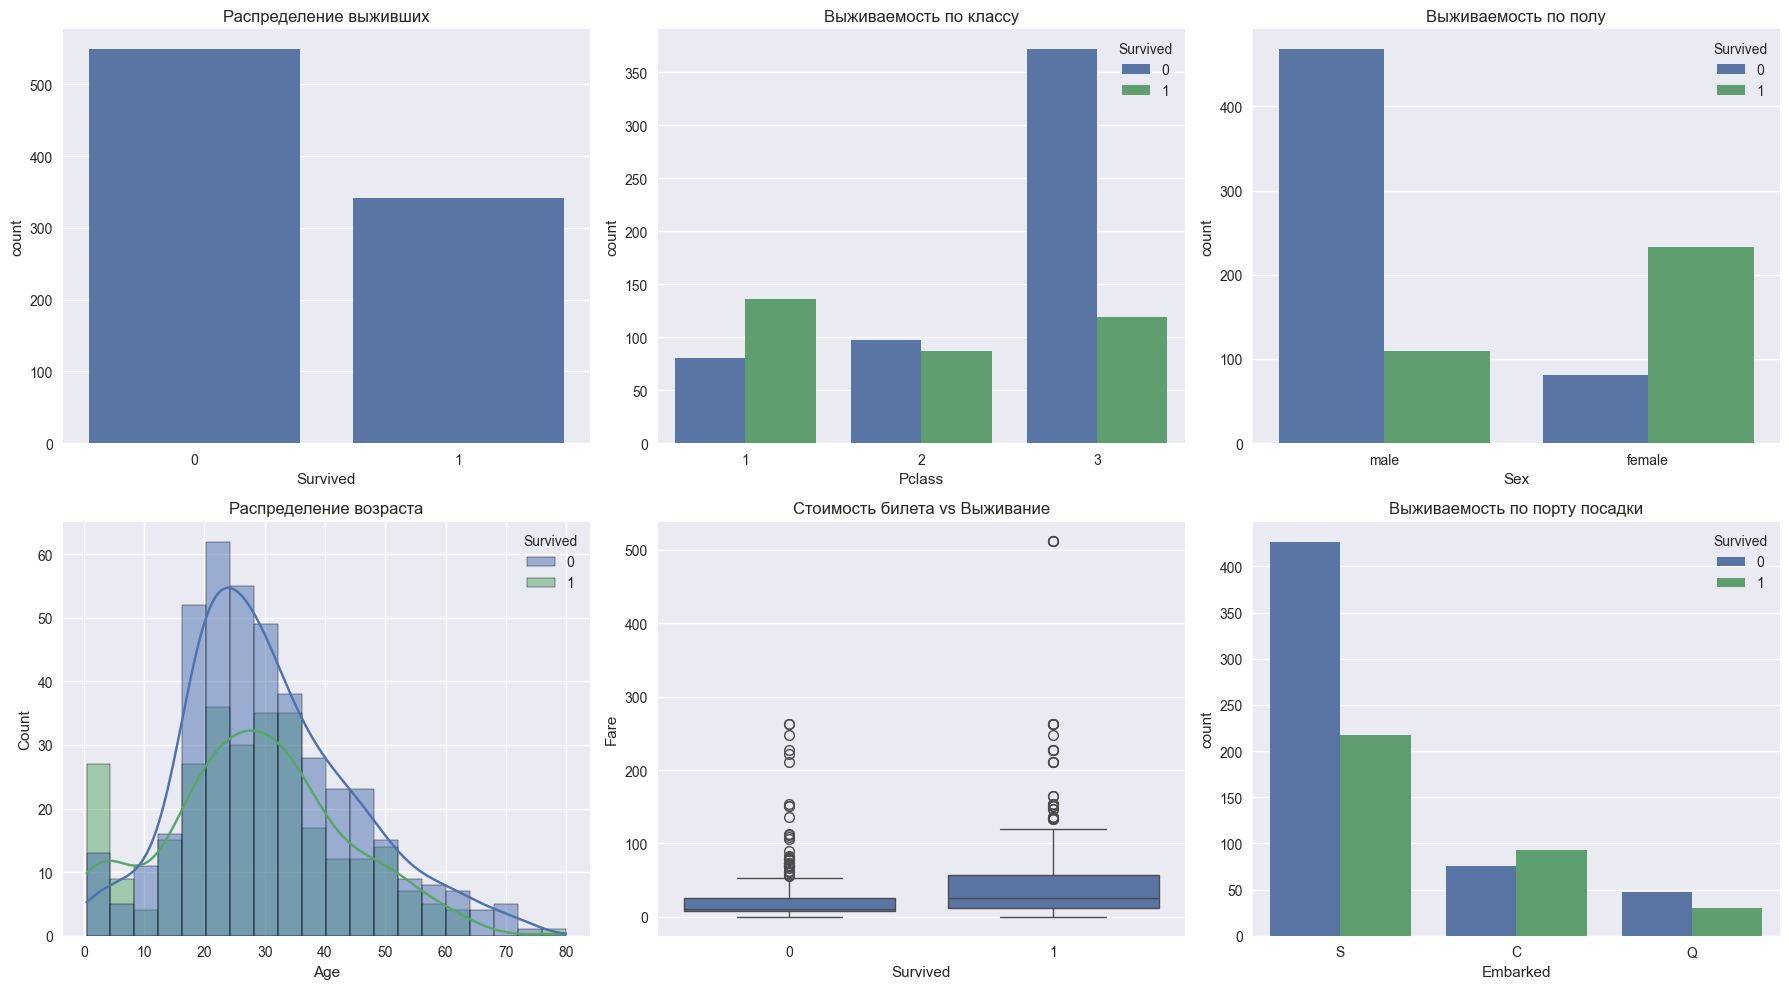 Распределение выживших
500
400
300
200
100
0
count
0 1
Survived
Выживаемость по классу
Survived
0
1
350
300
250
200
150
100
50
0
count
1 2 3
Pclass
Выживаемость по полу
Survived
0
1
400
300
200
100
0
count
male female
Sex
Распределение возраста
Survived
0
1
60
50
40
30
20
10
0
Count
0 10 20 30 40 50 60 70 80
Age
Стоимость билета vs Выживание
500
400
300
200
100
0
Fare
0 1
Survived
Выживаемость по порту посадки
Survived
0
1
400
350
300
250
200
150
100
50
0
count
S C Q
Embarked